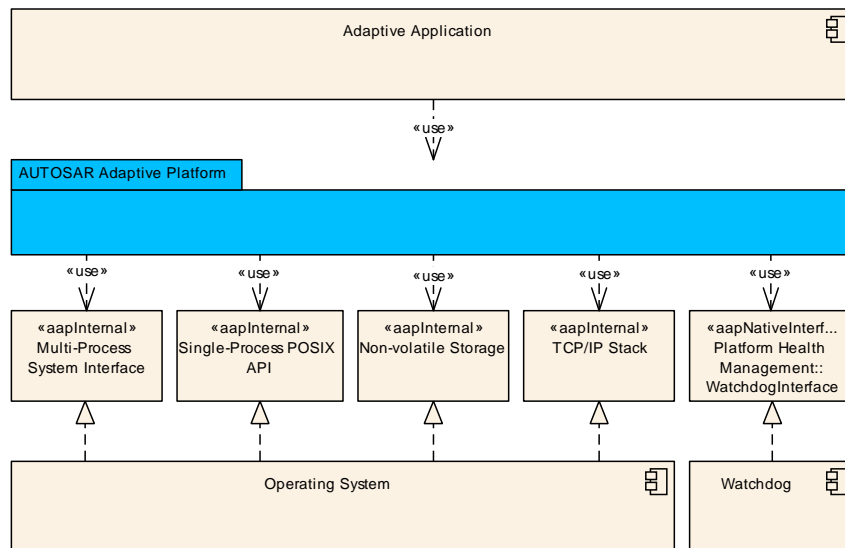 Adaptive Application
«use»
AUTOSAR Adaptive Platform
«use»
«use»
«use»
«use»
«use»
«aapInternal»
Multi-Process
System Interface
«aapInternal»
Single-Process POSIX
API
«aapInternal»
Non-volatile Storage
«aapInternal»
TCP/IP Stack
«aapNativeInterf...
Platform Health
Management::
WatchdogInterface
Operating System
Watchdog